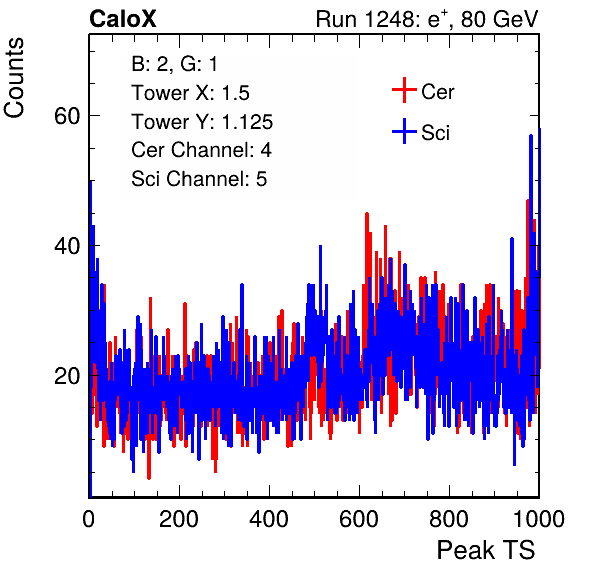 CaloX
Run 1248: e+, 80 GeV
Counts
B: 2, G: 1
Tower X: 1.5
Tower Y: 1.125
Cer Channel: 4
Sci Channel: 5
Cer
Sci
60
40
20
0 200 400 600 800 1000
Peak TS